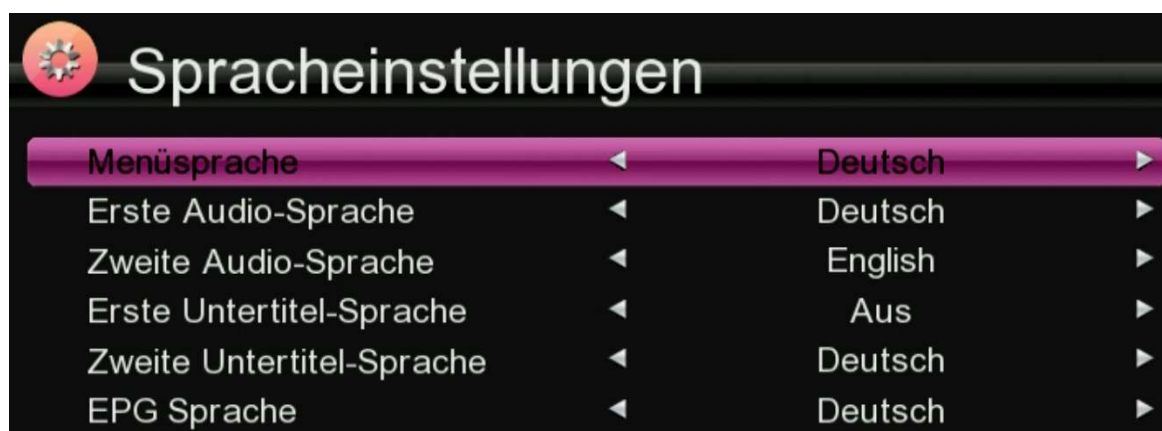 Spracheinstellungen
Menüsprache Deutsch
Erste Audio-Sprache Deutsch
Zweite Audio-Sprache English
Erste Untertitel-Sprache Aus
Zweite Untertitel-Sprache Deutsch
EPG Sprache Deutsch